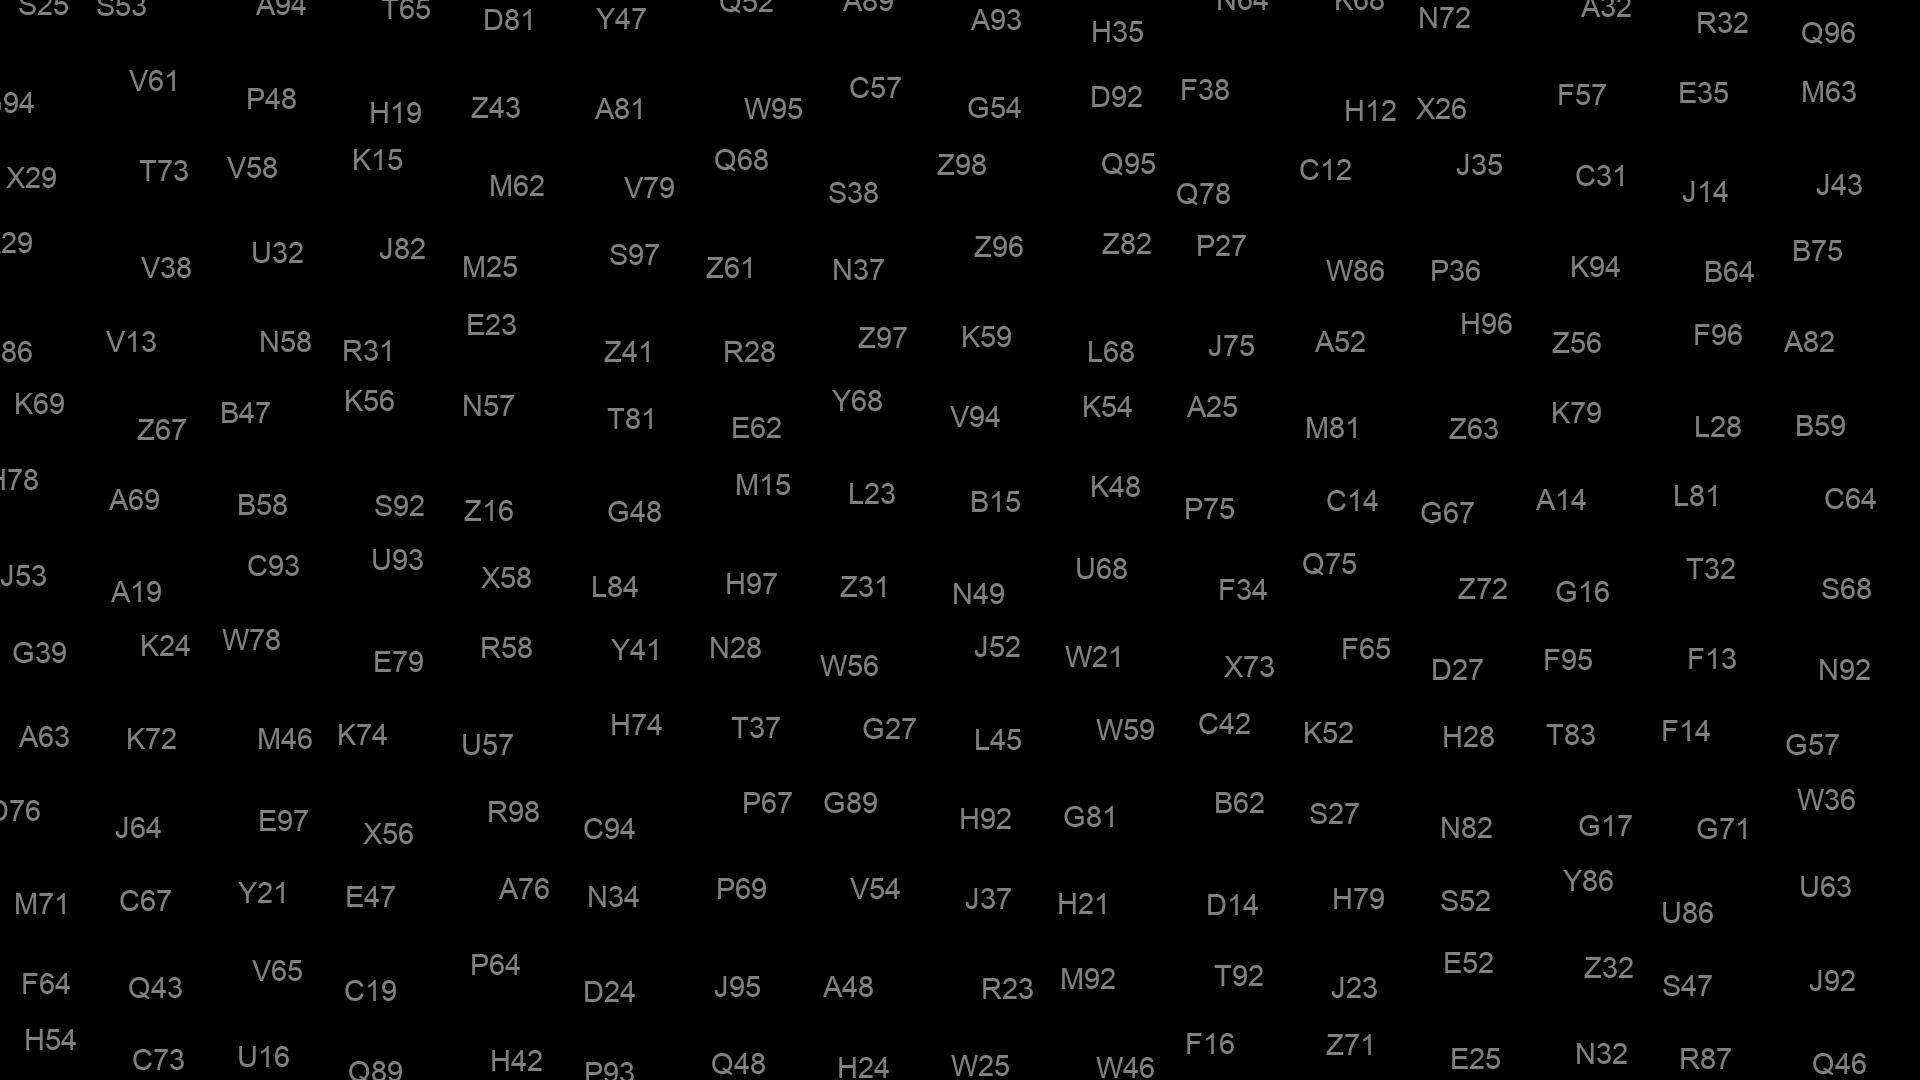 S25 S53 A94 T65 D81 Y47 Q52 A89 A93 H35 N64 K68 N72 A32 R32 Q96
94 V61 P48 H19 Z43 A81 W95 C57 G54 D92 F38 H12 X26 F57 E35 M63
X29 T73 V58 K15 M62 V79 Q68 S38 Z98 Q95 Q78 C12 J35 C31 J14 J43
29 V38 U32 J82 M25 S97 Z61 N37 Z96 Z82 P27 W86 P36 K94 B64 B75
86 V13 N58 R31 E23 Z41 R28 Z97 K59 L68 J75 A52 H96 Z56 F96 A82
K69 Z67 B47 K56 N57 T81 E62 Y68 V94 K54 A25 M81 Z63 K79 L28 B59
H78 A69 B58 S92 Z16 G48 M15 L23 B15 K48 P75 C14 G67 A14 L81 C64
J53 A19 C93 U93 X58 L84 H97 Z31 N49 U68 F34 Q75 Z72 G16 T32 S68
G39 K24 W78 E79 R58 Y41 N28 W56 J52 W21 X73 F65 D27 F95 F13 N92
A63 K72 M46 K74 U57 H74 T37 G27 L45 W59 C42 K52 H28 T83 F14 G57
76 J64 E97 X56 R98 C94 P67 G89 H92 G81 B62 S27 N82 G17 G71 W36
M71 C67 Y21 E47 A76 N34 P69 V54 J37 H21 D14 H79 S52 Y86 U86 U63
F64 Q43 V65 C19 P64 D24 J95 A48 R23 M92 T92 J23 E52 Z32 S47 J92
H54 C73 U16 Q89 H42 P93 Q48 H24 W25 W46 F16 Z71 E25 N32 R87 Q46